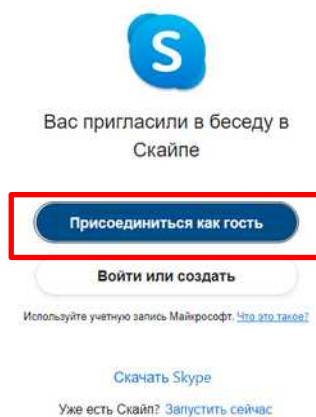 S
Вас пригласили в беседу в
Скайпе
Присоединиться как гость
Войти или создать
Используйте учетную запись Майкрософт. Что это такое?
Скачать Skype
Уже есть Скайп? Запустить сейчас